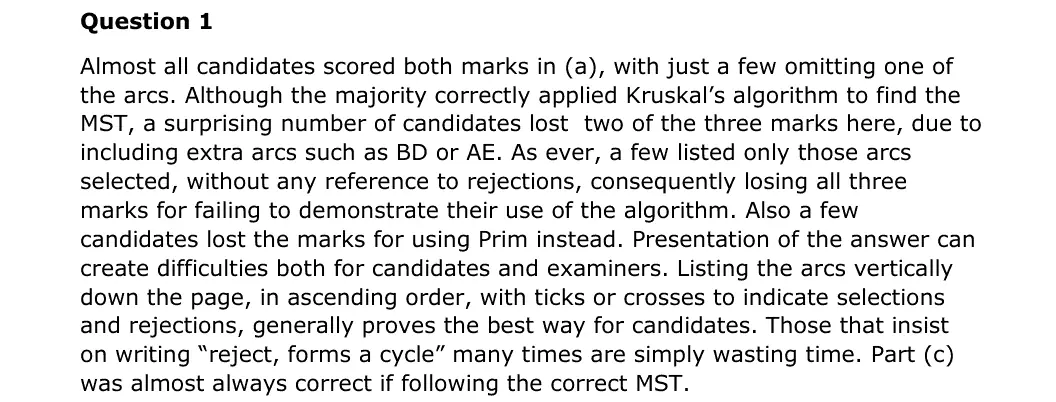 Question 1
Almost all candidates scored both marks in (a), with just a few omitting one of
the arcs. Although the majority correctly applied Kruskal’s algorithm to find the
MST, a surprising number of candidates lost  two of the three marks here, due to
including extra arcs such as BD or AE. As ever, a few listed only those arcs
selected, without any reference to rejections, consequently losing all three
marks for failing to demonstrate their use of the algorithm. Also a few
candidates lost the marks for using Prim instead. Presentation of the answer can
create difficulties both for candidates and examiners. Listing the arcs vertically
down the page, in ascending order, with ticks or crosses to indicate selections
and rejections, generally proves the best way for candidates. Those that insist
on writing “reject, forms a cycle” many times are simply wasting time. Part (c)
was almost always correct if following the correct MST.